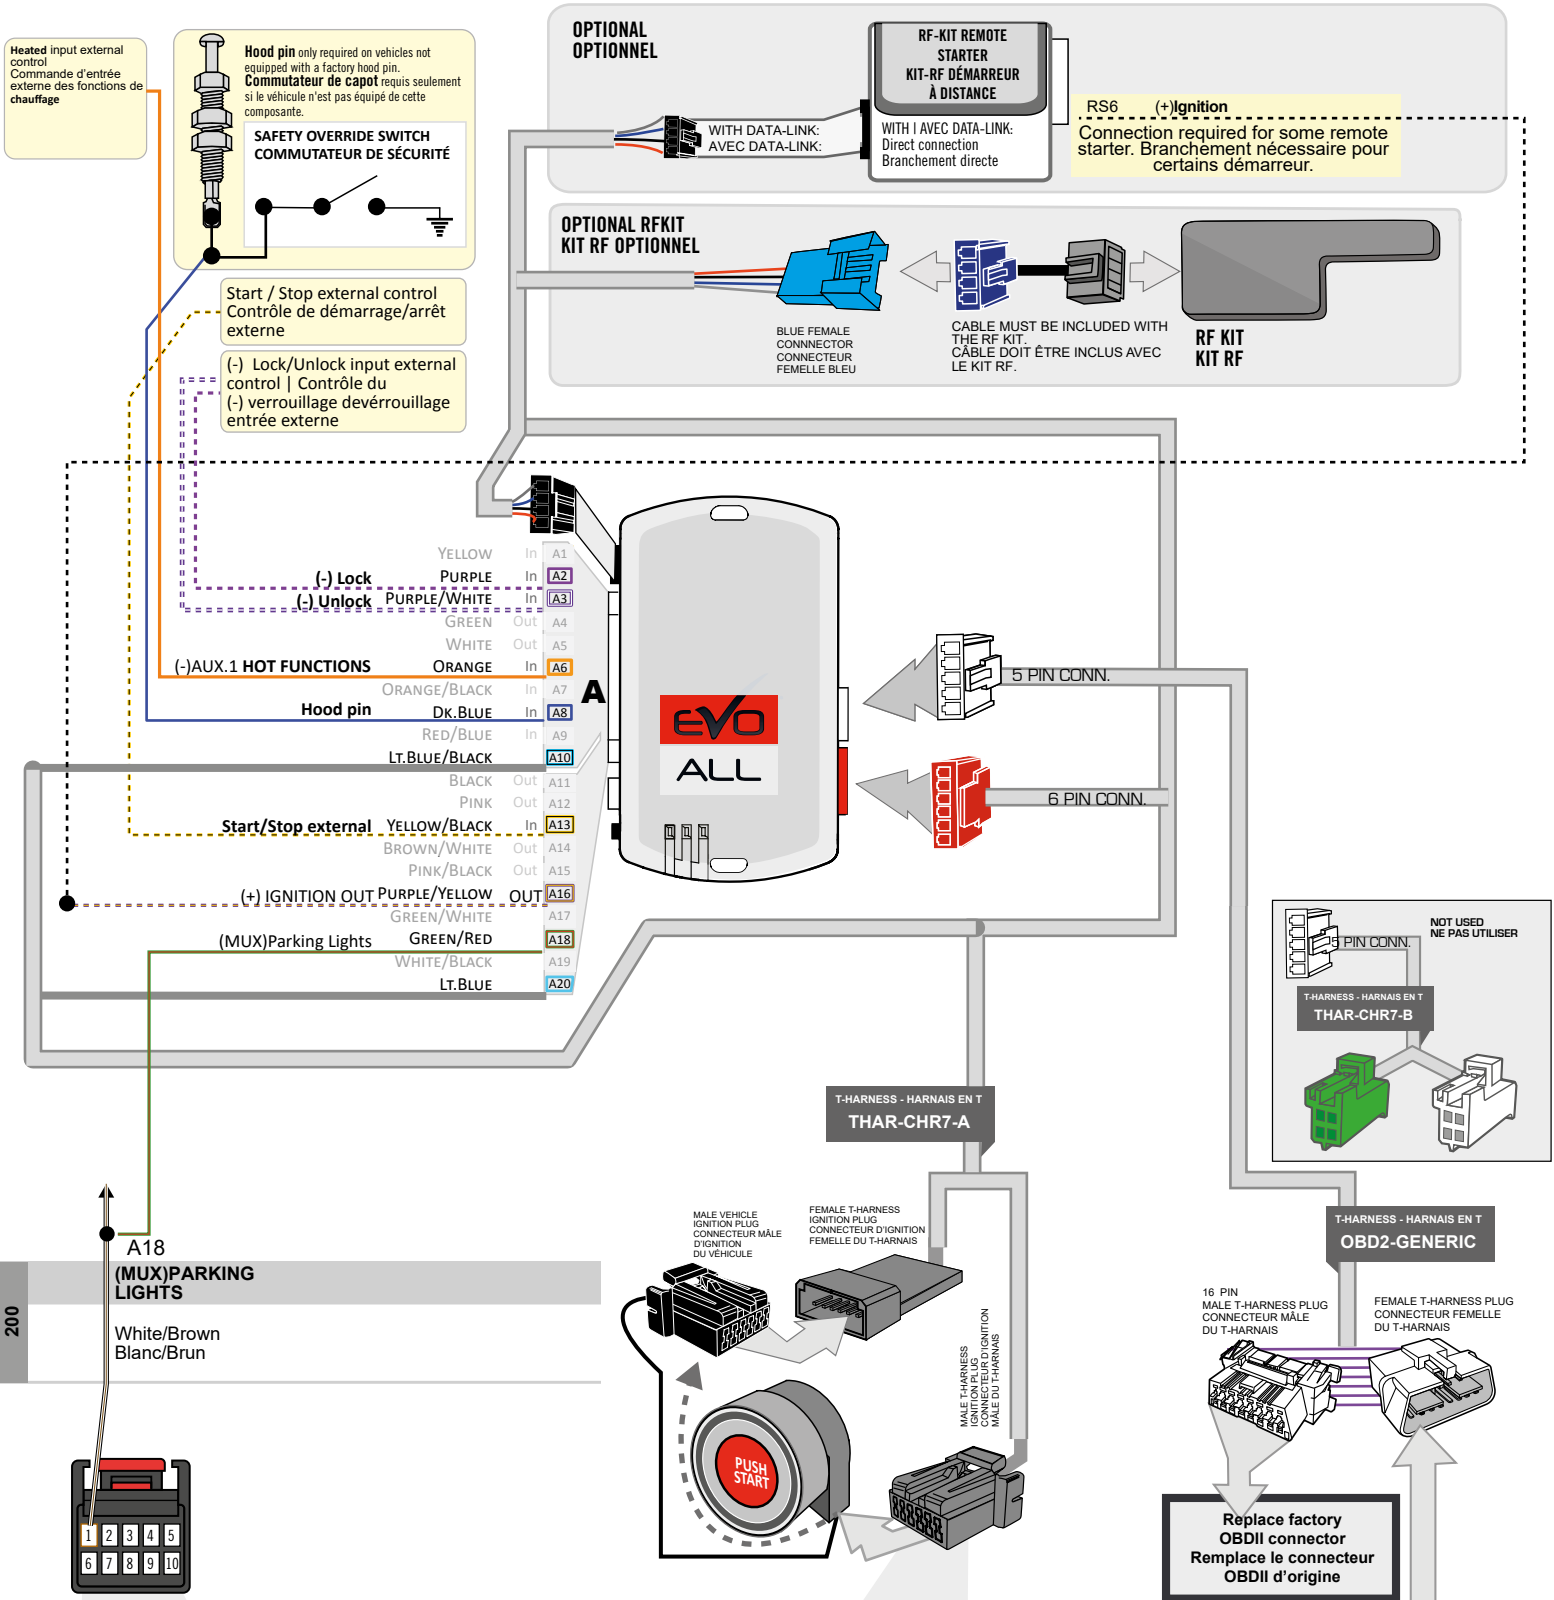 Heated input external
control
Commande d'entrée
externe des fonctions de
chauffage
Hood pin only required on vehicles not
equipped with a factory hood pin.
Commutateur de capot requis seulement
si le véhicule n'est pas équipé de cette
composante.
SAFETY OVERRIDE SWITCH
COMMUTATEUR DE SÉCURITÉ
Start / Stop external control
Contrôle de démarrage/arrêt
externe
(-) Lock/Unlock input external
control | Contrôle du
(-) verrouillage devérrouillage
entrée externe
OPTIONAL
OPTIONNEL
RF-KIT REMOTE
STARTER
KIT-RF DÉMARREUR
À DISTANCE
WITH DATA-LINK:
AVEC DATA-LINK:
WITH | AVEC DATA-LINK:
Direct connection
Branchement directe
RS6 (+)Ignition
Connection required for some remote
starter. Branchement nécessaire pour
certains démarreur.
OPTIONAL RFKIT
KIT RF OPTIONNEL
BLUE FEMALE
CONNNECTOR
CONNECTEUR
FEMELLE BLEU
CABLE MUST BE INCLUDED WITH
THE RF KIT.
CÂBLE DOIT ÊTRE INCLUS AVEC
LE KIT RF.
RF KIT
KIT RF
YELLOW In A1
(-) Lock PURPLE In A2
(-) Unlock PURPLE/WHITE In A3
GREEN Out A4
WHITE Out A5
(-)AUX.1 HOT FUNCTIONS ORANGE In A6
ORANGE/BLACK In A7
Hood pin DK.BLUE In A8
RED/BLUE In A9
LT.BLUE/BLACK A10
BLACK Out A11
PINK Out A12
Start/Stop external YELLOW/BLACK In A13
BROWN/WHITE Out A14
PINK/BLACK Out A15
(+) IGNITION OUT PURPLE/YELLOW OUT A16
GREEN/WHITE A17
(MUX)Parking Lights GREEN/RED A18
WHITE/BLACK A19
LT.BLUE A20
A
EVO
ALL
5 PIN CONN.
6 PIN CONN.
NOT USED
NE PAS UTILISER
5 PIN CONN.
T-HARNESS - HARNAIS EN T
THAR-CHR7-B
T-HARNESS - HARNAIS EN T
THAR-CHR7-A
T-HARNESS - HARNAIS EN T
OBD2-GENERIC
A18
(MUX)PARKING
LIGHTS
200
White/Brown
Blanc/Brun
1 2 3 4 5
6 7 8 9 10
MALE VEHICLE
IGNITION PLUG
CONNECTEUR MÂLE
D'IGNITION
DU VÉHICULE
FEMALE T-HARNESS
IGNITION PLUG
CONNECTEUR D'IGNITION
FEMELLE DU T-HARNAIS
MALE T-HARNESS
IGNITION PLUG
CONNECTEUR D'IGNITION
MÂLE DU T-HARNAIS
PUSH
START
16 PIN
MALE T-HARNESS PLUG
CONNECTEUR MÂLE
DU T-HARNAIS
FEMALE T-HARNESS PLUG
CONNECTEUR FEMELLE
DU T-HARNAIS
Replace factory
OBDII connector
Remplace le connecteur
OBDII d'origine